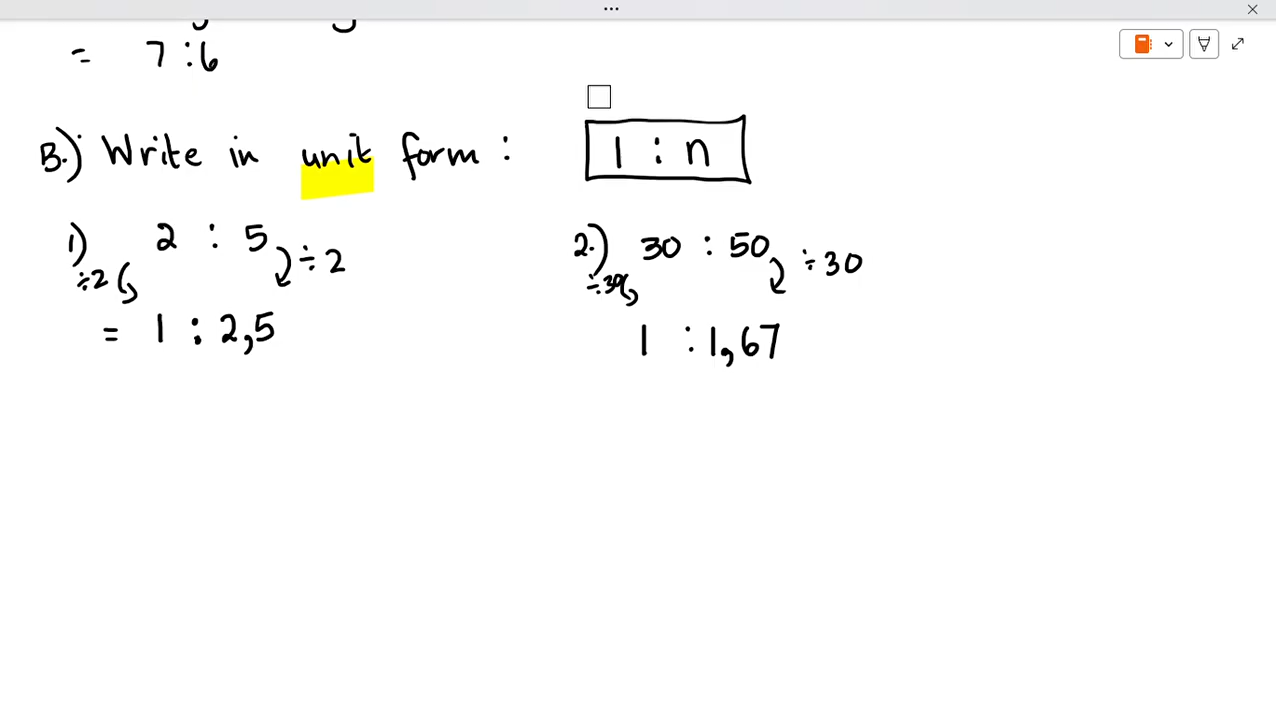 = 7 : 6
B.) Write in unit form : 1 : n
1) 2 : 5
÷2 ÷2
= 1 : 2,5
2.) 30 : 50
÷30 ÷30
1 : 1,67